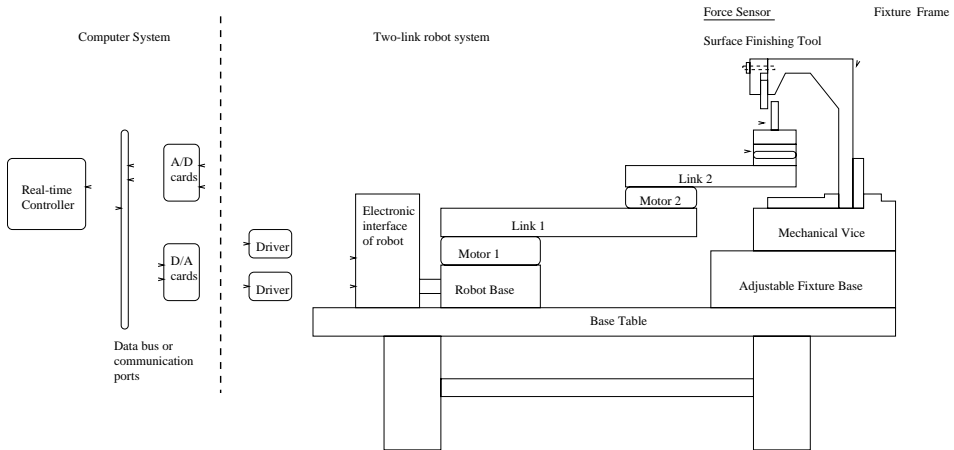 Force Sensor
Fixture Frame
Computer System
Two-link robot system
Surface Finishing Tool
A/D
cards
Real-time
Controller
Link 2
Motor 2
Electronic
interface
of robot
Link 1
Mechanical Vice
Driver
Motor 1
D/A
cards
Driver
Robot Base
Adjustable Fixture Base
Base Table
Data bus or
communication
ports